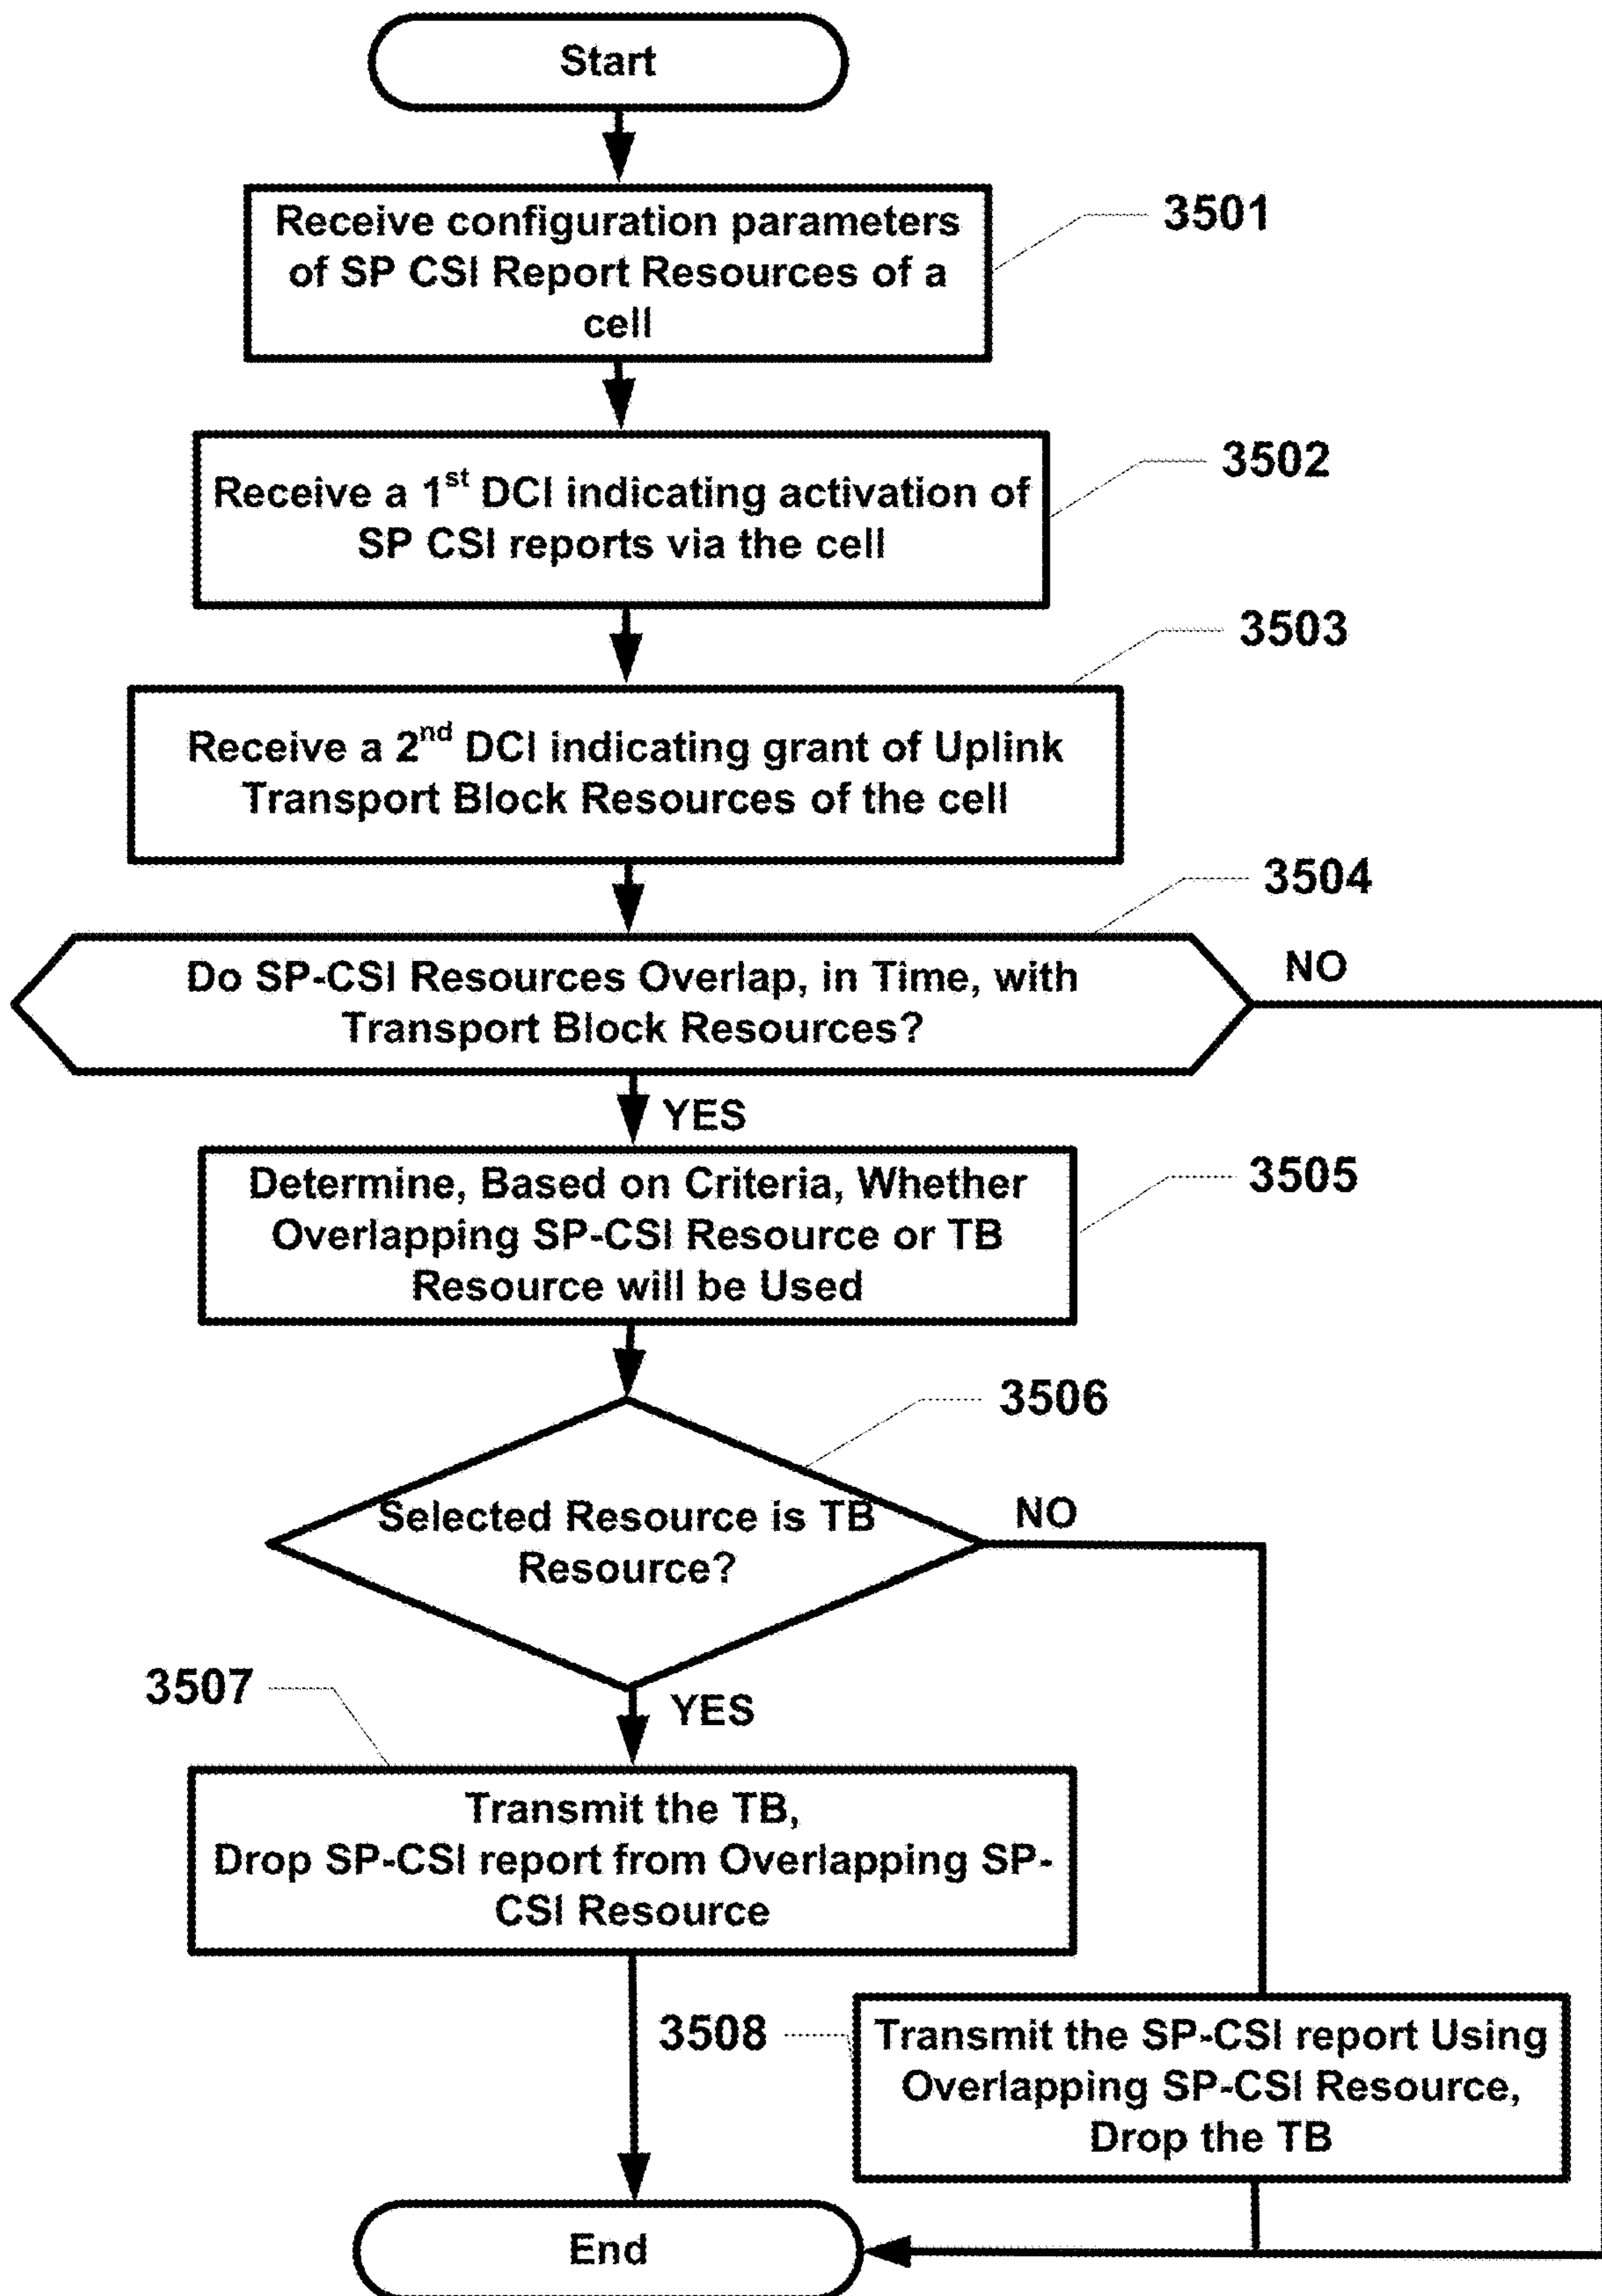 Start
Receive configuration parameters
of SP CSI Report Resources of a
cell
3501
Receive a 1st DCI indicating activation of
SP CSI reports via the cell
3502
Receive a 2nd DCI indicating grant of Uplink
Transport Block Resources of the cell
3503
Do SP-CSI Resources Overlap, in Time, with
Transport Block Resources?
3504
NO
YES
Determine, Based on Criteria, Whether
Overlapping SP-CSI Resource or TB
Resource will be Used
3505
Selected Resource is TB
Resource?
3506
NO
YES
3507
Transmit the TB,
Drop SP-CSI report from Overlapping SP-
CSI Resource
3508
Transmit the SP-CSI report Using
Overlapping SP-CSI Resource,
Drop the TB
End